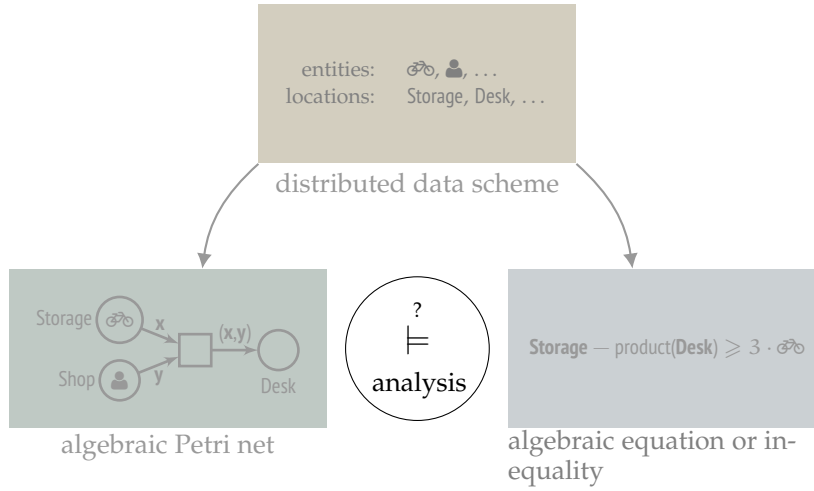 entities: , , ...
locations: Storage, Desk, ...
distributed data scheme
Storage
x
(x,y)
Shop
y
Desk
algebraic Petri net
?
⊨
analysis
Storage − product(Desk) ⩾ 3 ·
algebraic equation or in-
equality